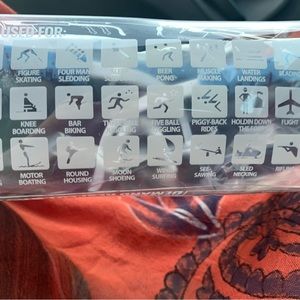 USED FOR:
FIGURE SKATING
FOUR MAN SLEDDING
BEER PONG
MUSCLE MAKING
WATER LANDINGS
KNEE BOARDING
BAR BIKING
FIVE BALL JUGGLING
PIGGY-BACK RIDES
HOLDIN DOWN THE FORT
FLIGHT
MOTOR BOATING
ROUND HOUSING
MOON SHOEING
WIND SURFING
SEE-SAWING
SLED NECKING